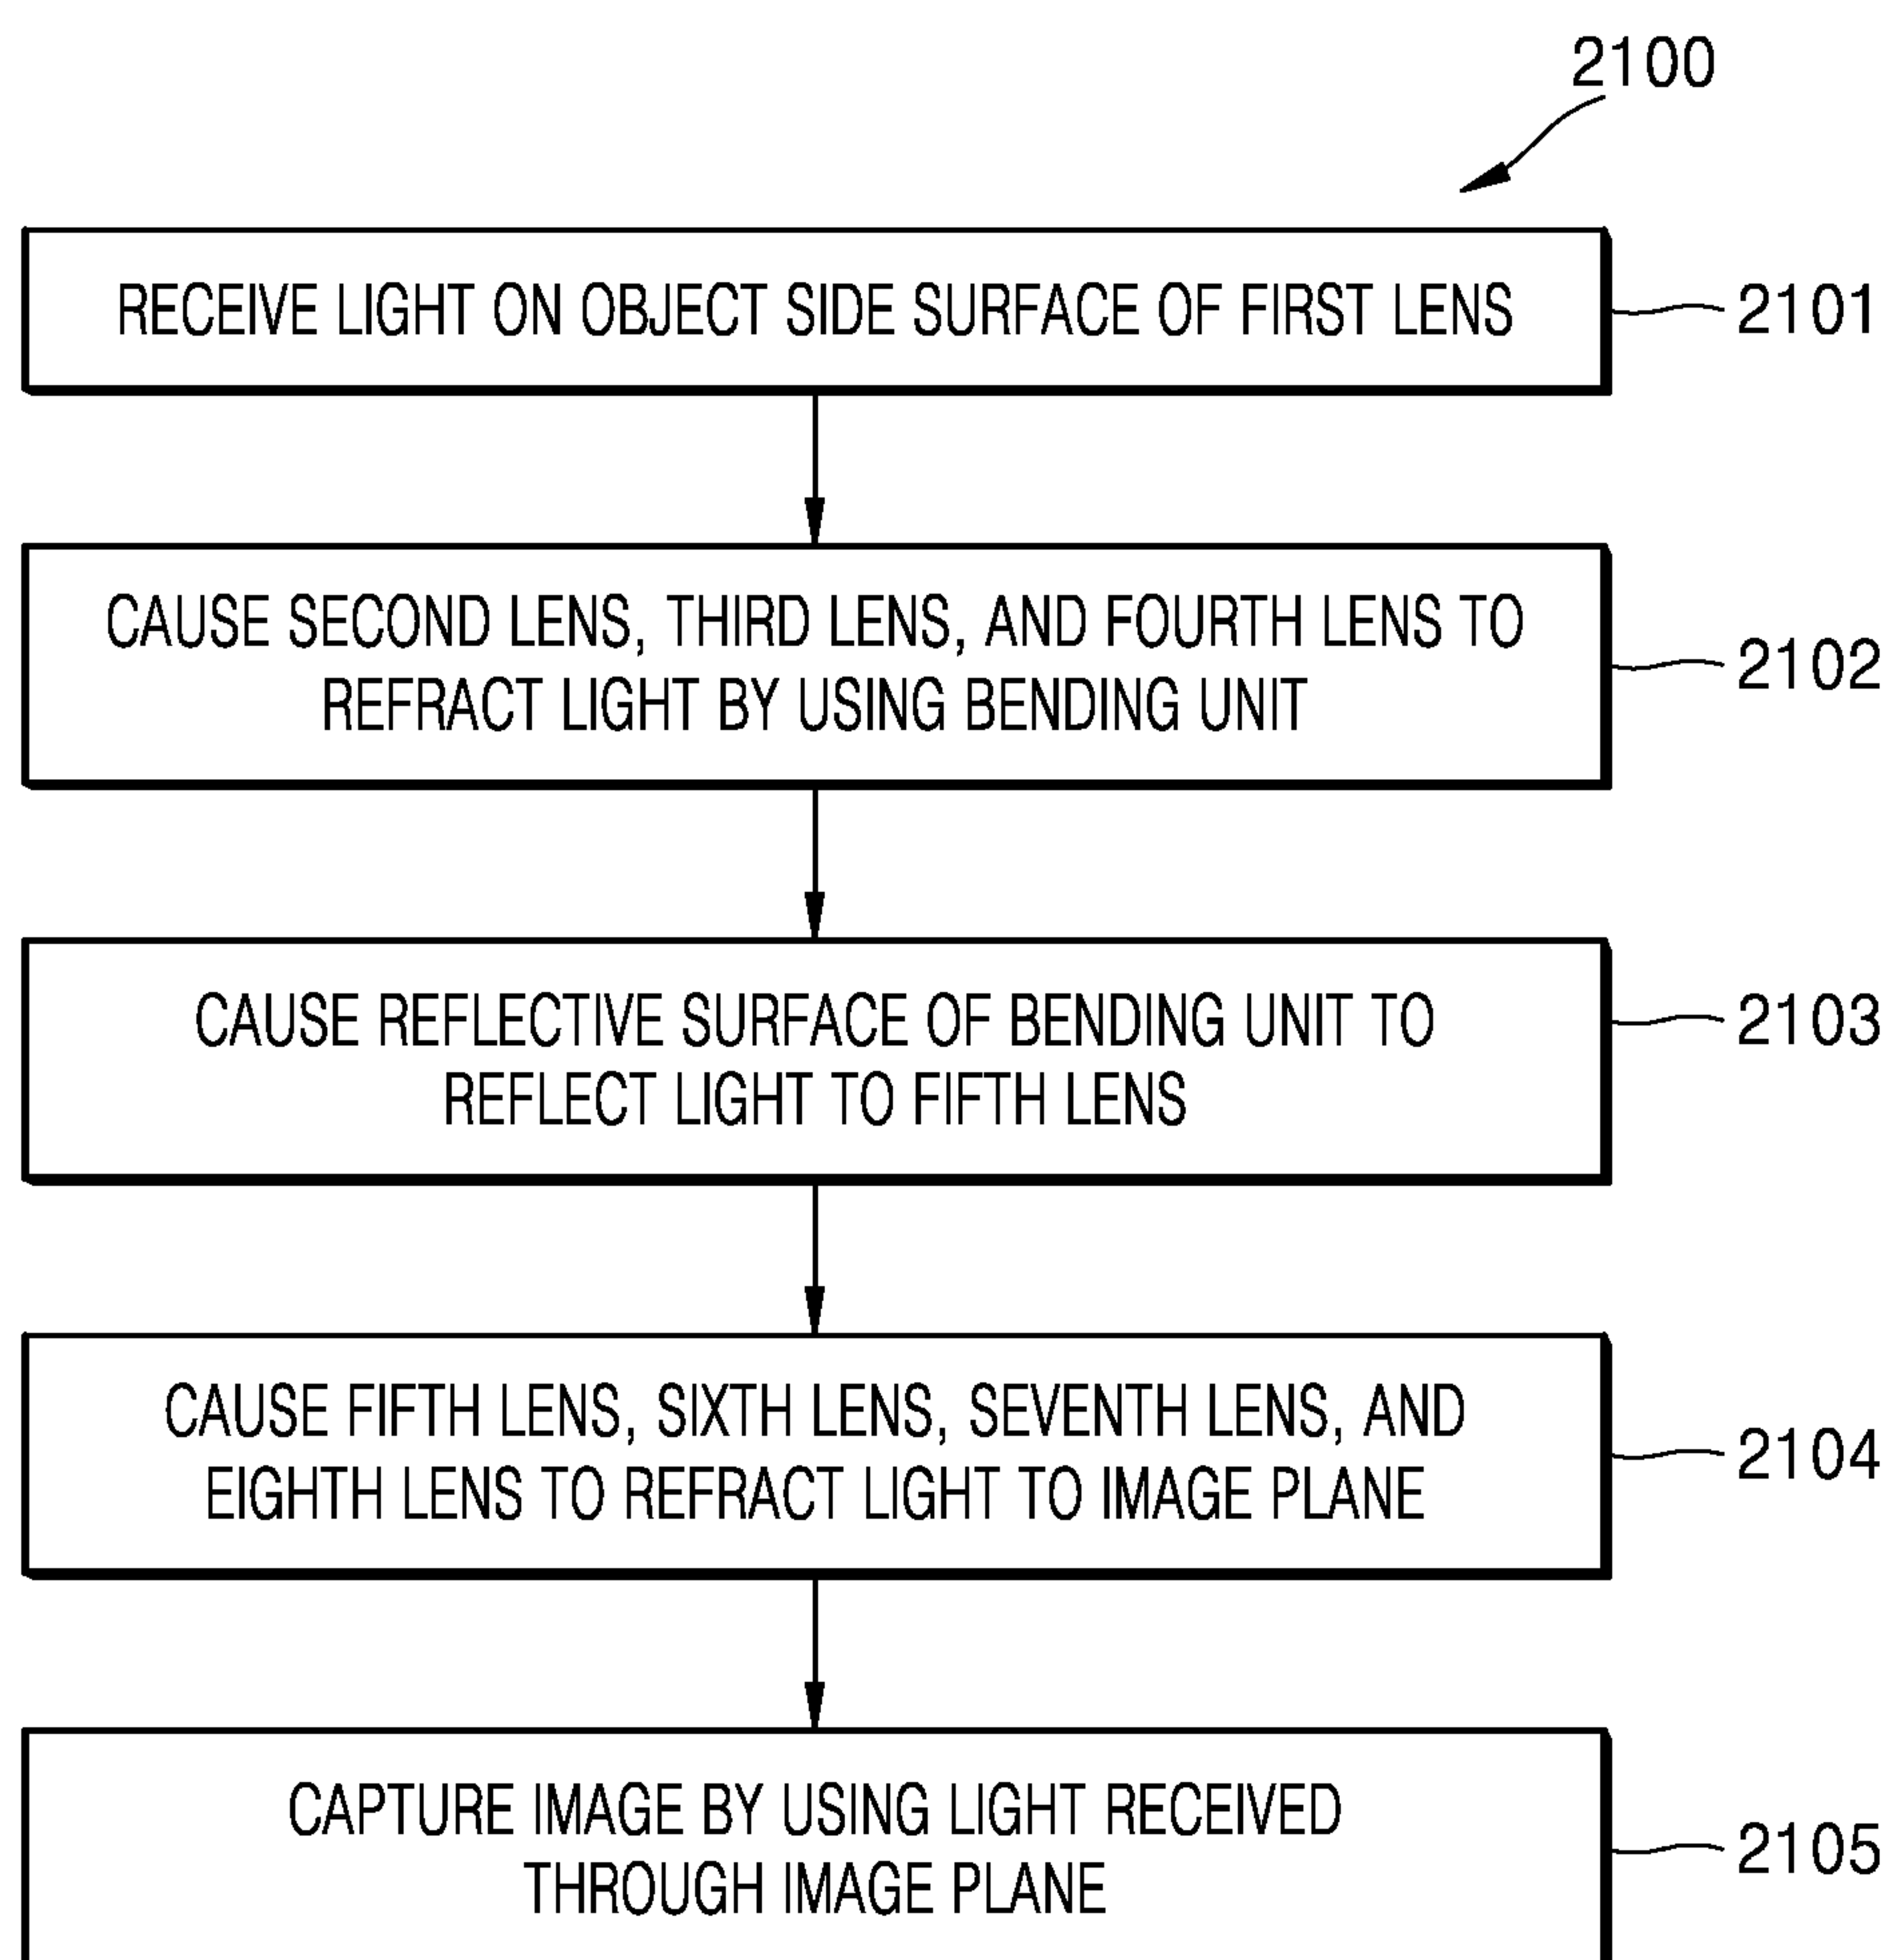 2100
RECEIVE LIGHT ON OBJECT SIDE SURFACE OF FIRST LENS
2101
CAUSE SECOND LENS, THIRD LENS, AND FOURTH LENS TO
REFRACT LIGHT BY USING BENDING UNIT
2102
CAUSE REFLECTIVE SURFACE OF BENDING UNIT TO
REFLECT LIGHT TO FIFTH LENS
2103
CAUSE FIFTH LENS, SIXTH LENS, SEVENTH LENS, AND
EIGHTH LENS TO REFRACT LIGHT TO IMAGE PLANE
2104
CAPTURE IMAGE BY USING LIGHT RECEIVED
THROUGH IMAGE PLANE
2105